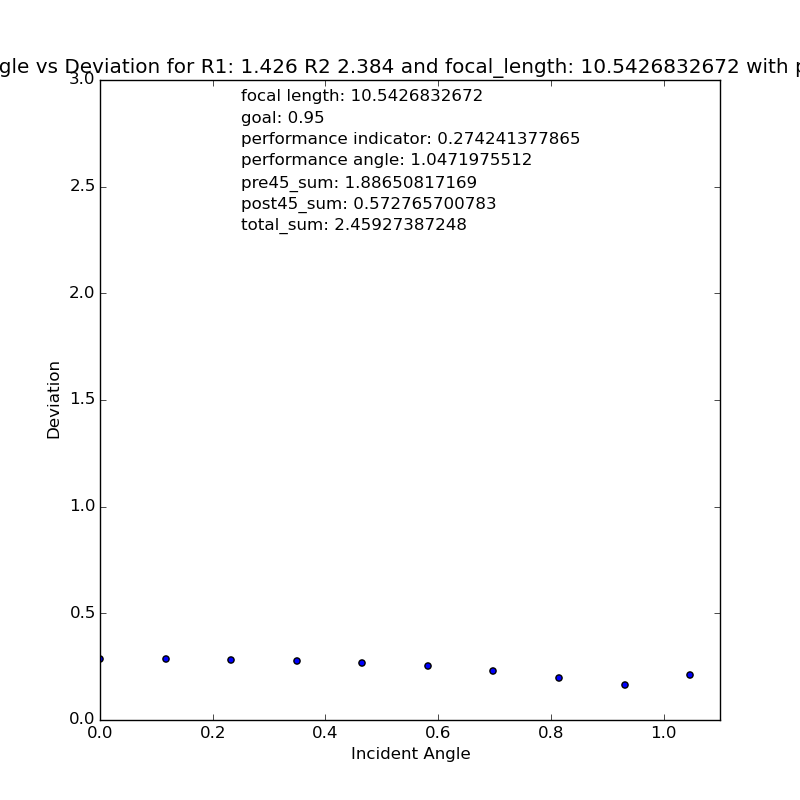 gle vs Deviation for R1: 1.426 R2 2.384 and focal_length: 10.5426832672 with p
focal length: 10.5426832672
goal: 0.95
performance indicator: 0.274241377865
performance angle: 1.0471975512
pre45_sum: 1.88650817169
post45_sum: 0.572765700783
total_sum: 2.45927387248
3.0
2.5
2.0
1.5
1.0
0.5
0.0
Deviation
0.0 0.2 0.4 0.6 0.8 1.0
Incident Angle